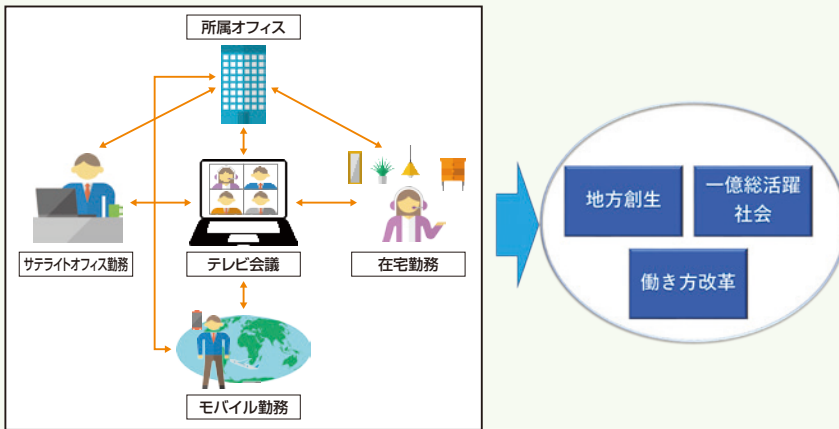 所属オフィス
サテライトオフィス勤務
テレビ会議
在宅勤務
モバイル勤務
地方創生
一億総活躍
社会
働き方改革